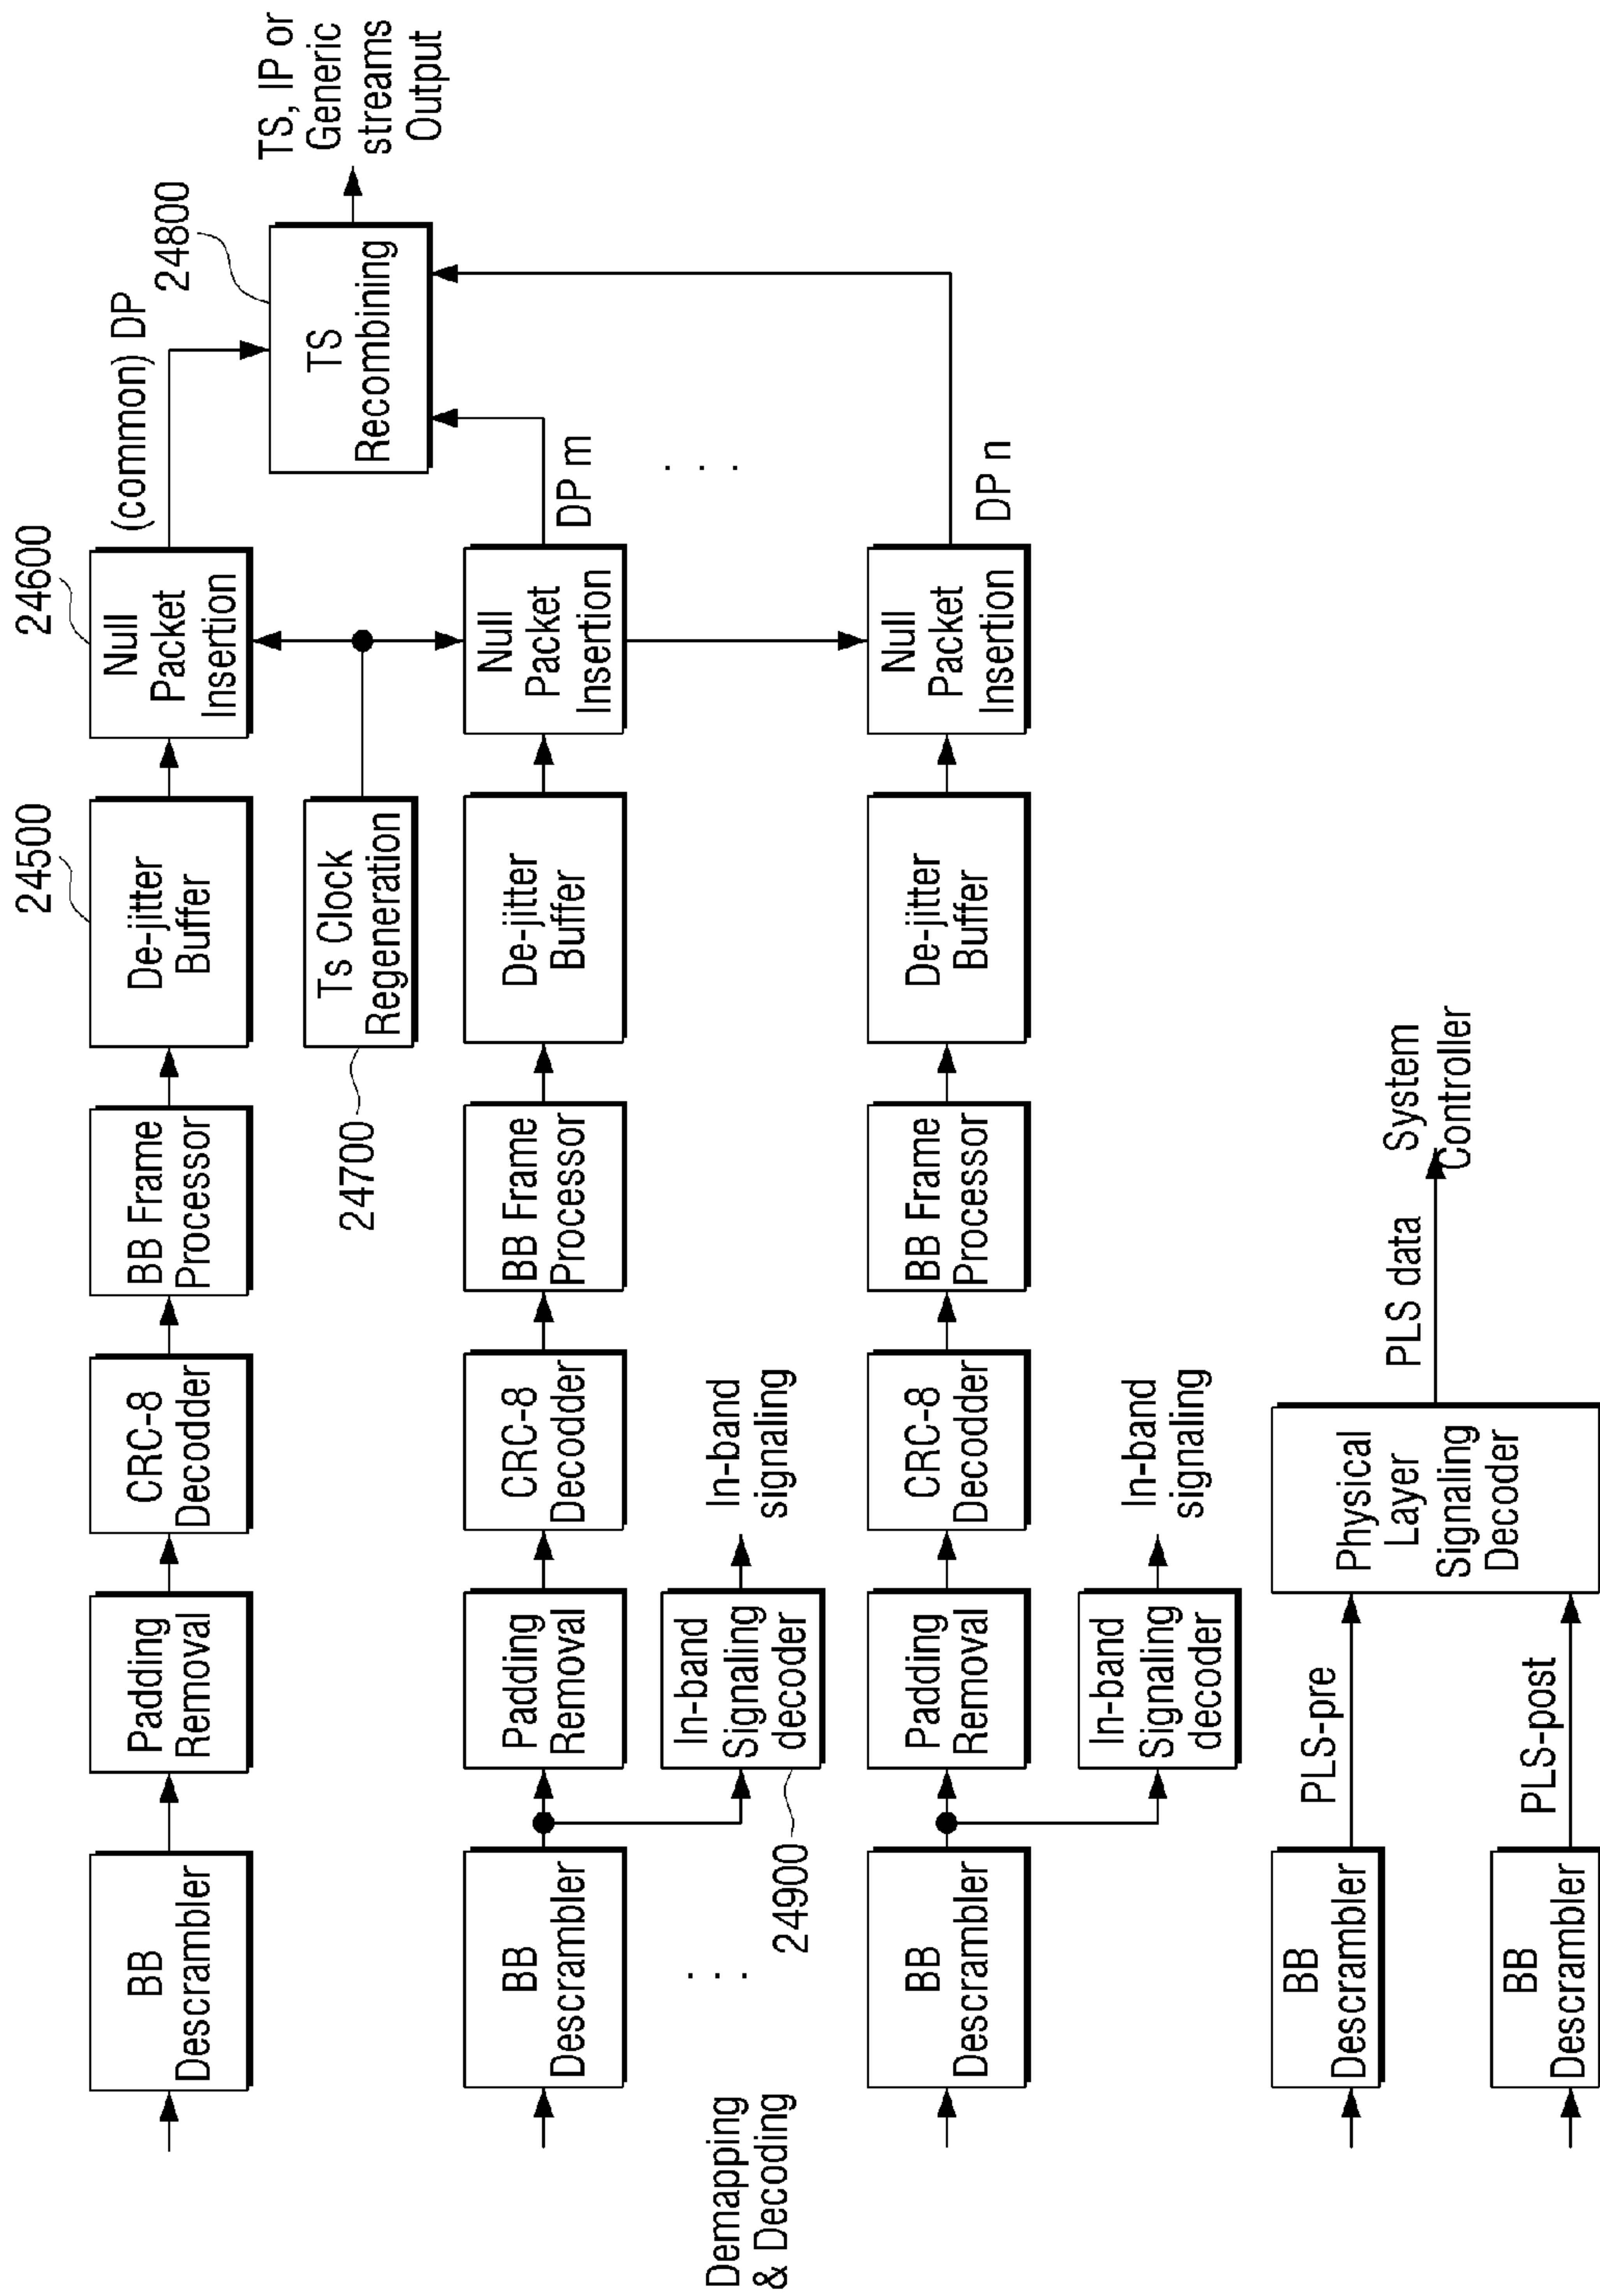 BB
Descrambler
Padding
Removal
CRC-8
Decodder
BB Frame
Processor
24500
De-jitter
Buffer
24600
Null
Packet
Insertion
(common) DP
24700
Ts Clock
Regeneration
24800
TS
Recombining
TS, IP or
Generic
streams
Output
BB
Descrambler
Padding
Removal
CRC-8
Decodder
BB Frame
Processor
De-jitter
Buffer
Null
Packet
Insertion
DP m
. . .
24900
In-band
Signaling
decoder
In-band
signaling
. . .
Demapping
& Decoding
BB
Descrambler
Padding
Removal
CRC-8
Decodder
BB Frame
Processor
De-jitter
Buffer
Null
Packet
Insertion
DP n
In-band
Signaling
decoder
In-band
signaling
BB
Descrambler
PLS-pre
Physical
Layer
Signaling
Decoder
PLS data
System
Controller
BB
Descrambler
PLS-post